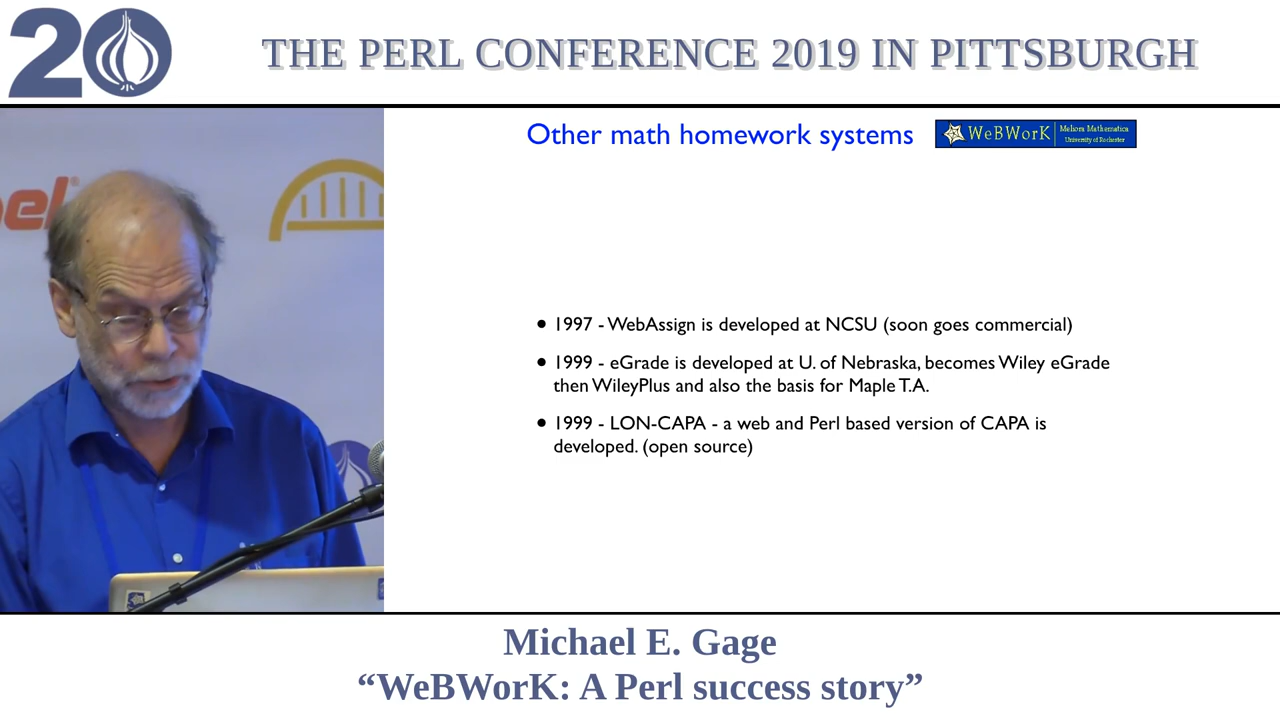 20
THE PERL CONFERENCE 2019 IN PITTSBURGH
Other math homework systems
WeBWorK
Meliora Mathematica
University of Rochester
el®
• 1997 - WebAssign is developed at NCSU (soon goes commercial)
• 1999 - eGrade is developed at U. of Nebraska, becomes Wiley eGrade
then WileyPlus and also the basis for Maple T.A.
• 1999 - LON-CAPA - a web and Perl based version of CAPA is
developed. (open source)
Michael E. Gage
“WeBWorK: A Perl success story”